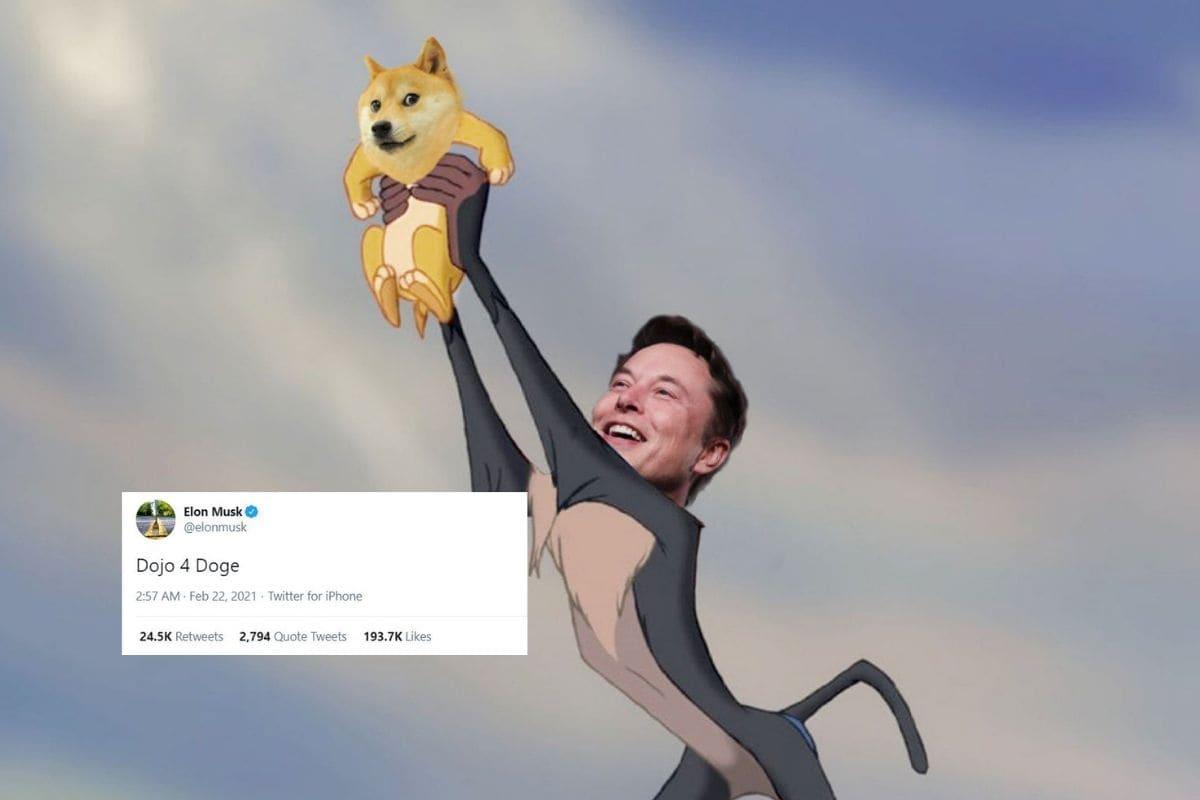 Elon Musk
@elonmusk
Dojo 4 Doge
2:57 AM · Feb 22, 2021 · Twitter for iPhone
24.5K Retweets 2,794 Quote Tweets 193.7K Likes